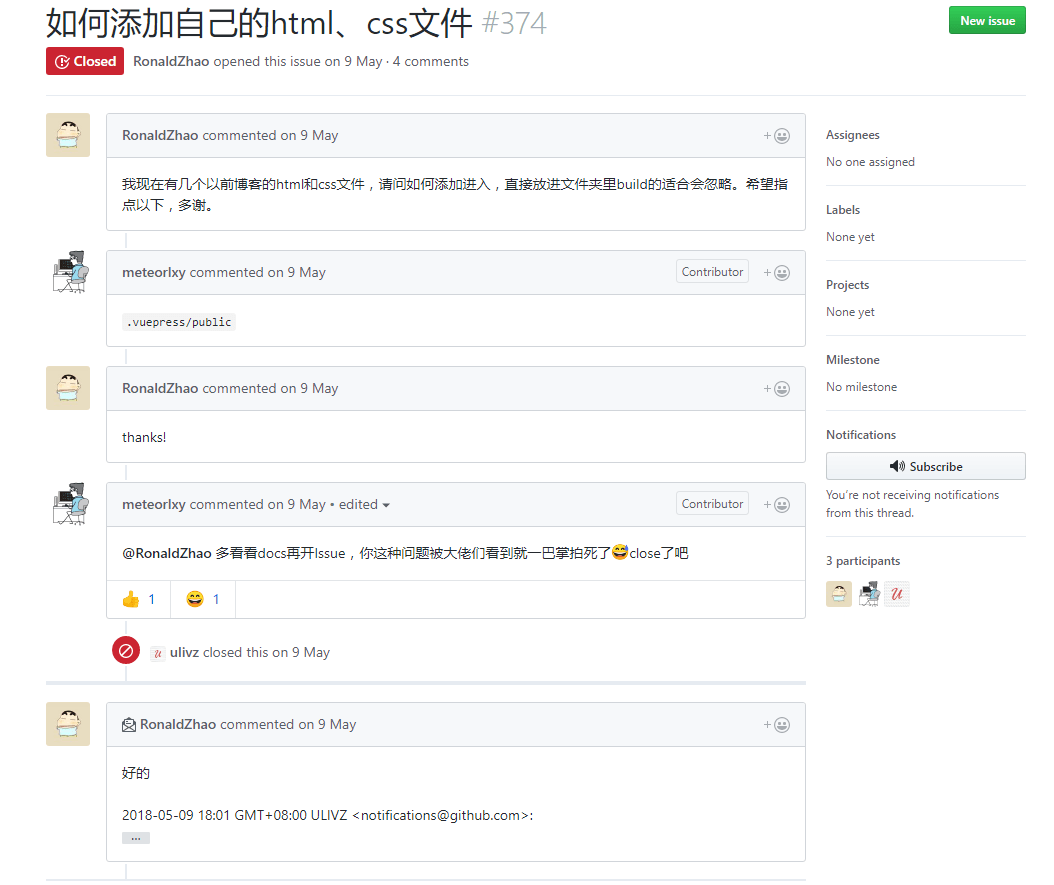 如何添加自己的html、css文件 #374
New issue
Closed RonaldZhao opened this issue on 9 May · 4 comments
RonaldZhao commented on 9 May
我现在有几个以前博客的html和css文件，请问如何添加进入，直接放进文件夹里build的适合会忽略。希望指
点以下，多谢。
meteorlxy commented on 9 May
Contributor
.vuepress/public
RonaldZhao commented on 9 May
thanks!
meteorlxy commented on 9 May • edited
Contributor
@RonaldZhao 多看看docs再开Issue，你这种问题被大佬们看到就一巴掌拍死了😅close了吧
👍 1 😄 1
ulivz closed this on 9 May
RonaldZhao commented on 9 May
好的
2018-05-09 18:01 GMT+08:00 ULIVZ <notifications@github.com>:
...
Assignees
No one assigned
Labels
None yet
Projects
None yet
Milestone
No milestone
Notifications
Subscribe
You're not receiving notifications
from this thread.
3 participants